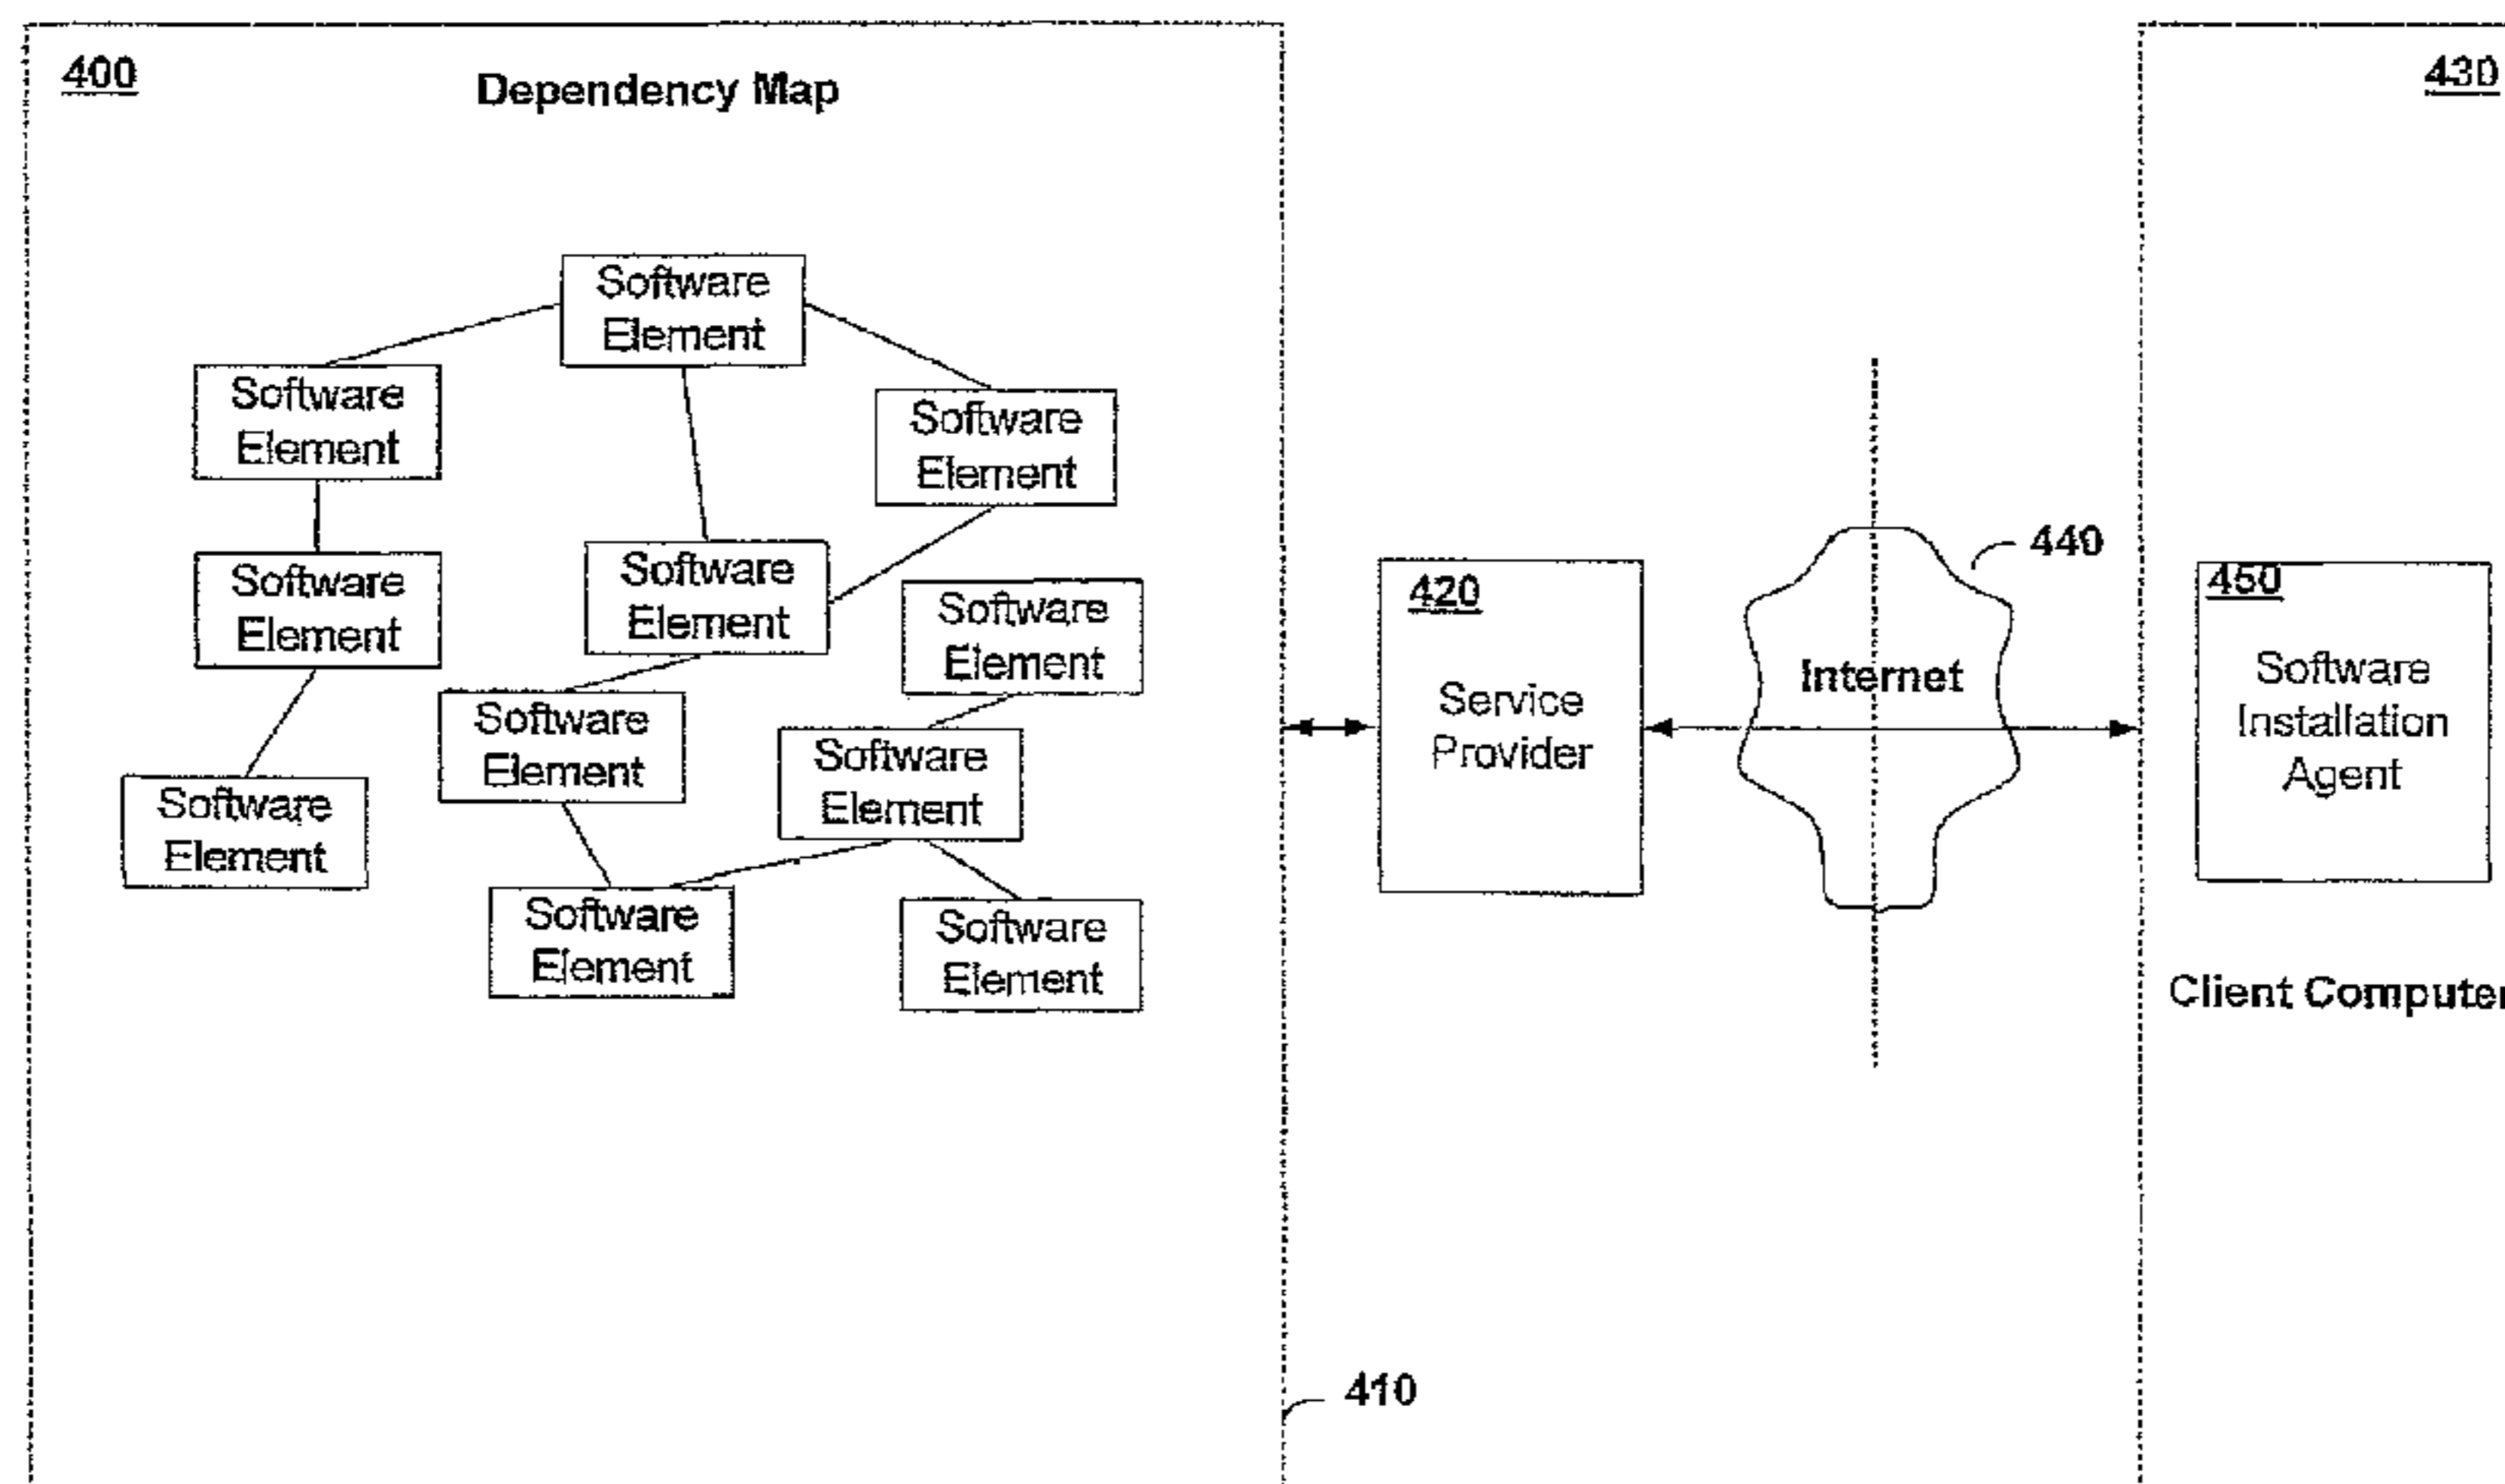 400
Dependency Map
430
Software
Element
Software
Element
Software
Element
Software
Element
Software
Element
Software
Element
Software
Element
Software
Element
Software
Element
Software
Element
Software
Element
420
Service
Provider
Internet
440
450
Software
Installation
Agent
Client Computer
410